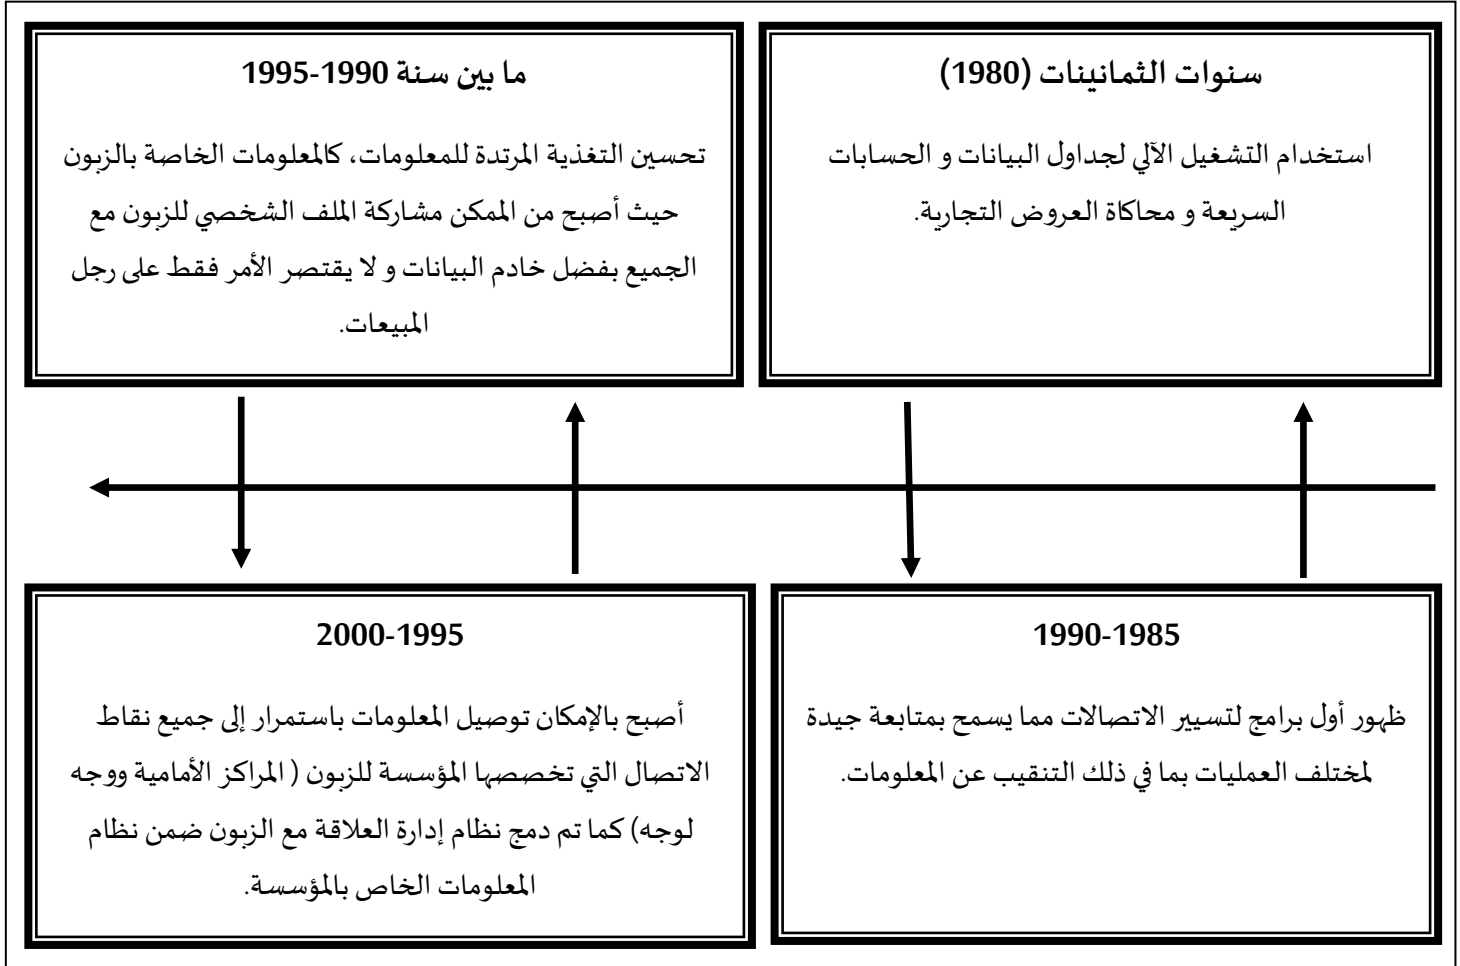 سنوات الثمانينات (1980)
استخدام التشغيل الآلي لجداول البيانات و الحسابات
السريعة و محاكاة العروض التجارية.
ما بين سنة 1990-1995
تحسين التغذية المرتدة للمعلومات، كالمعلومات الخاصة بالزبون
حيث أصبح من الممكن مشاركة الملف الشخصي للزبون مع
الجميع بفضل خادم البيانات و لا يقتصر الأمر فقط على رجل
المبيعات.
1990-1985
ظهور أول برامج لتسيير الاتصالات مما يسمح بمتابعة جيدة
لمختلف العمليات بما في ذلك التنقيب عن المعلومات.
2000-1995
أصبح بالإمكان توصيل المعلومات باستمرار إلى جميع نقاط
الاتصال التي تخصصها المؤسسة للزبون ( المراكز الأمامية ووجه
لوجه) كما تم دمج نظام إدارة العلاقة مع الزبون ضمن نظام
المعلومات الخاص بالمؤسسة.